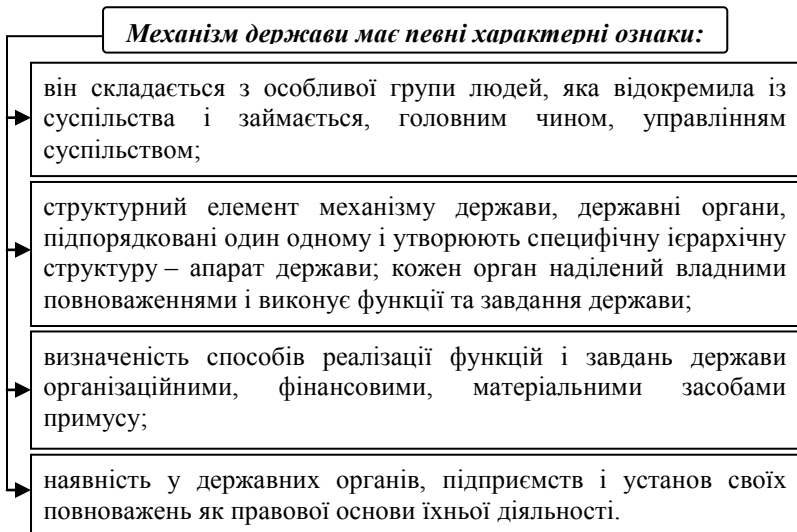 Механізм держави має певні характерні ознаки:
він складається з особливої групи людей, яка відокремила із
суспільства і займається, головним чином, управлінням
суспільством;
структурний елемент механізму держави, державні органи,
підпорядковані один одному і утворюють специфічну ієрархічну
структуру – апарат держави; кожен орган наділений владними
повноваженнями і виконує функції та завдання держави;
визначеність способів реалізації функцій і завдань держави
організаційними, фінансовими, матеріальними засобами
примусу;
наявність у державних органів, підприємств і установ своїх
повноважень як правової основи їхньої діяльності.